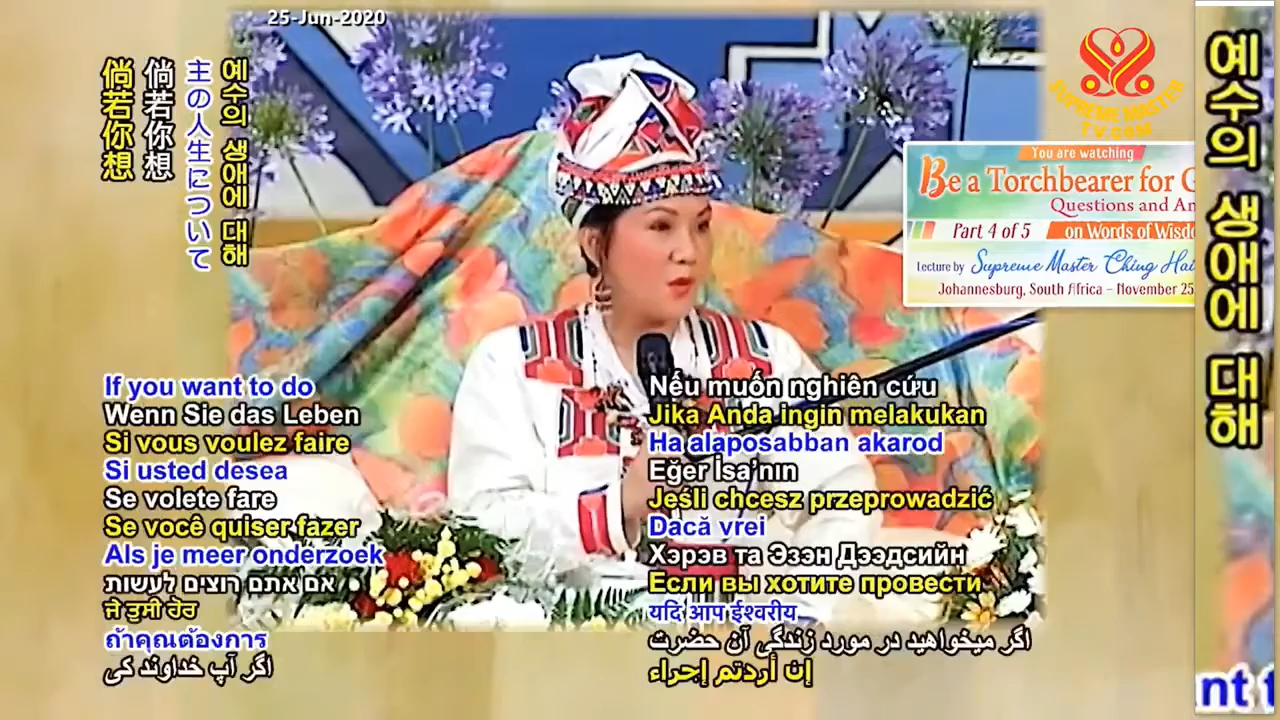 25-Jun-2020
예수의 생애에 대해
主の人生について
倘若你想
倘若你想
SUPREME MASTER
TV.COM
You are watching
Be a Torchbearer for G
Questions and An
Part 4 of 5
on Words of Wisdo
Lecture by Supreme Master Ching Hai
Johannesburg, South Africa – November 25
If you want to do
Wenn Sie das Leben
Si vous voulez faire
Si usted desea
Se volete fare
Se você quiser fazer
Als je meer onderzoek
אם אתם רוצים לעשות
ਜੇ ਤੁਸੀ ਹੋਰ
ถ้าคุณต้องการ
اگر آپ خداوند کی
Nếu muốn nghiên cứu
Jika Anda ingin melakukan
Ha alaposabban akarod
Eğer İsa’nın
Jeśli chcesz przeprowadzić
Dacă vrei
Хэрэв та Эзэн Дээдсийн
Если вы хотите провести
यदि आप ईश्वरीय
اگر میخواهید در مورد زندگی آن حضرت
إن أردتم إجراء
예수의 생애에 대해
nt t